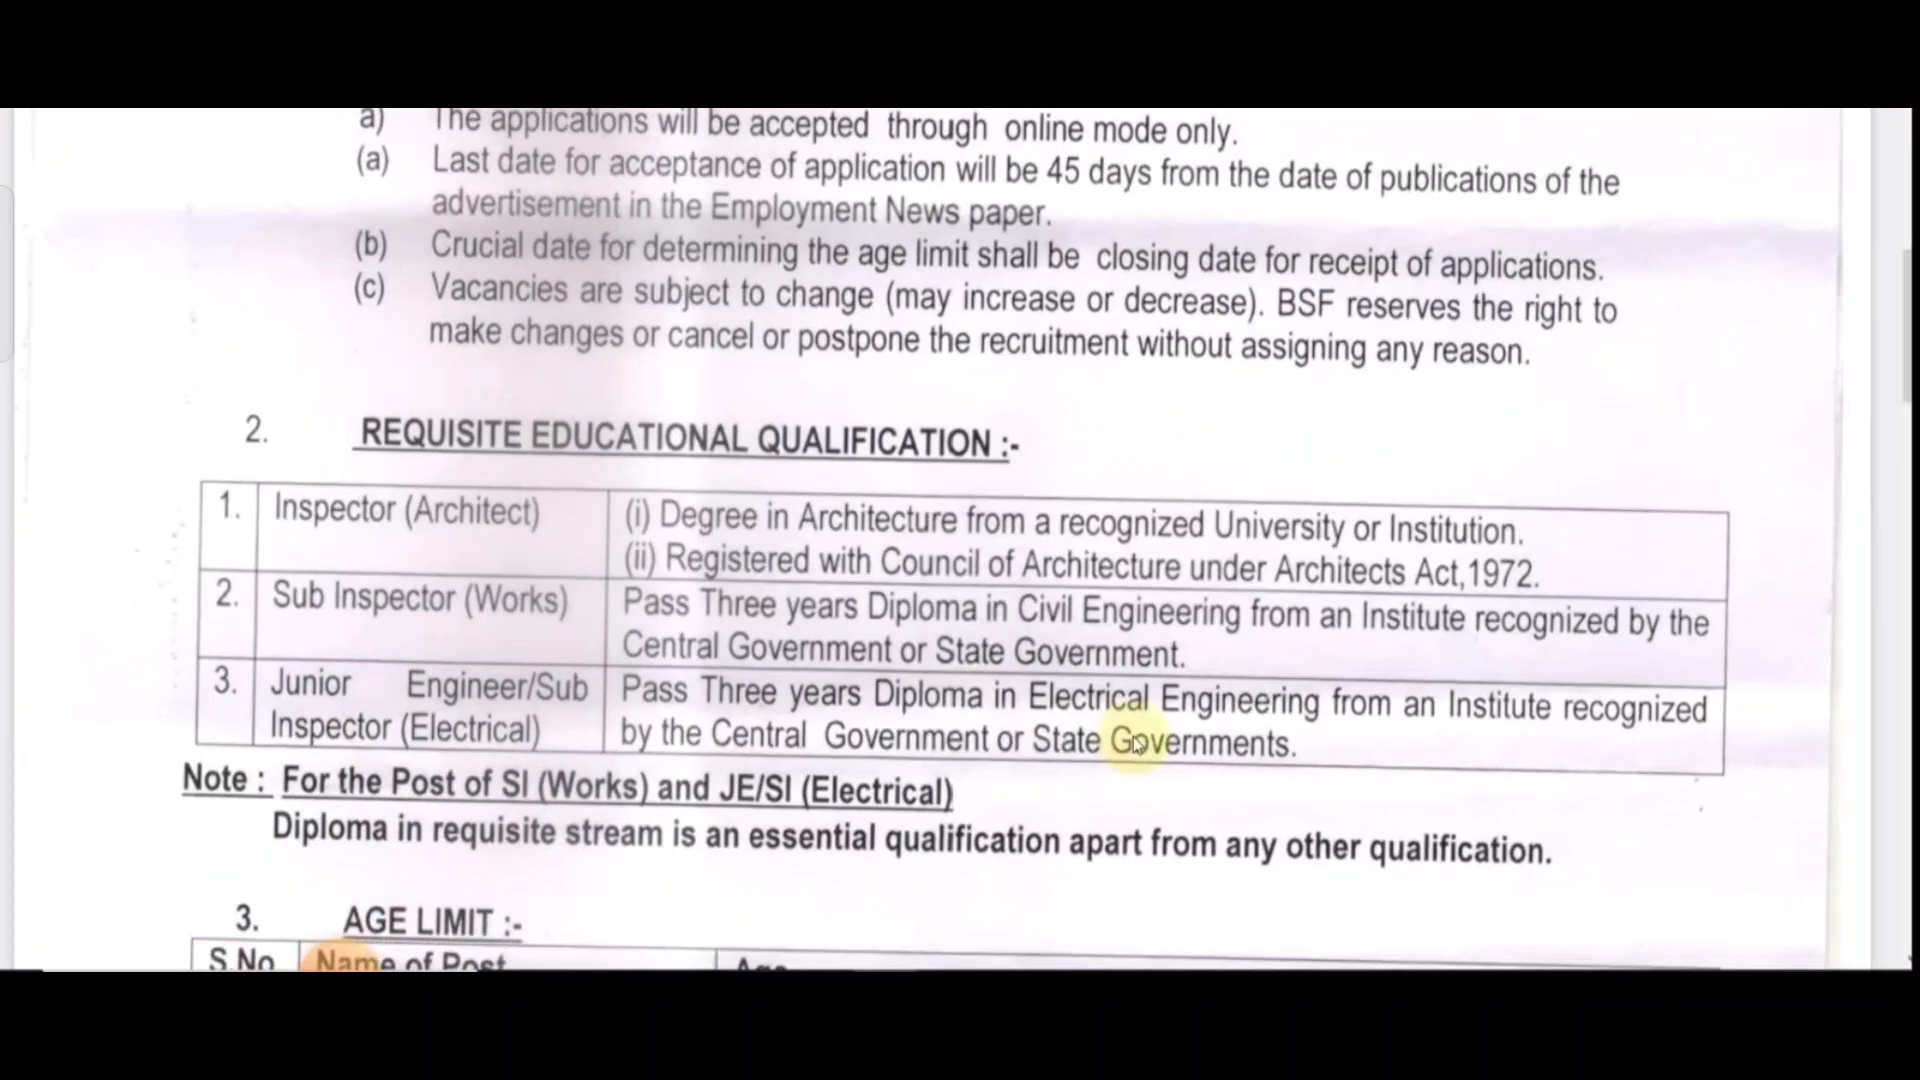 a) The applications will be accepted through online mode only.
(a) Last date for acceptance of application will be 45 days from the date of publications of the
advertisement in the Employment News paper.
(b) Crucial date for determining the age limit shall be closing date for receipt of applications.
(c) Vacancies are subject to change (may increase or decrease). BSF reserves the right to
make changes or cancel or postpone the recruitment without assigning any reason.
2. REQUISITE EDUCATIONAL QUALIFICATION :-
1. Inspector (Architect) (i) Degree in Architecture from a recognized University or Institution.
(ii) Registered with Council of Architecture under Architects Act,1972.
2. Sub Inspector (Works) Pass Three years Diploma in Civil Engineering from an Institute recognized by the
Central Government or State Government.
3. Junior Engineer/Sub Pass Three years Diploma in Electrical Engineering from an Institute recognized
Inspector (Electrical) by the Central Government or State Governments.
Note : For the Post of SI (Works) and JE/SI (Electrical)
Diploma in requisite stream is an essential qualification apart from any other qualification.
3. AGE LIMIT :-
S.No Name of Post Age